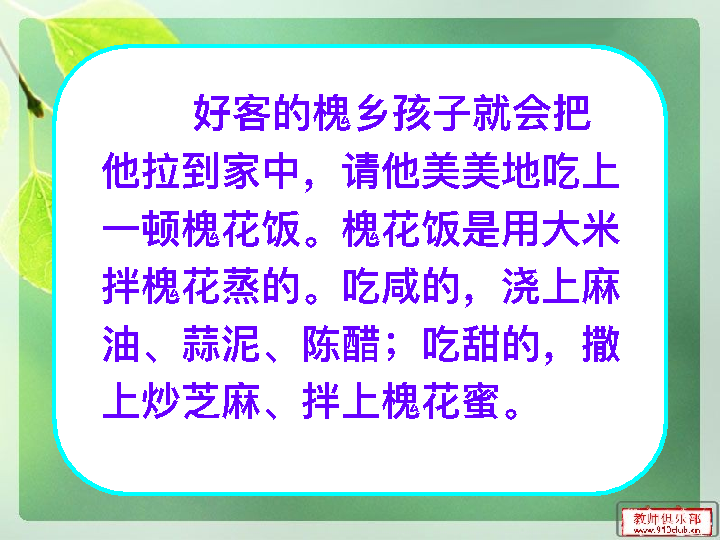 好客的槐乡孩子就会把
他拉到家中，请他美美地吃上
一顿槐花饭。槐花饭是用大米
拌槐花蒸的。吃咸的，浇上麻
油、蒜泥、陈醋；吃甜的，撒
上炒芝麻、拌上槐花蜜。
教师俱乐部
www.910club.cn